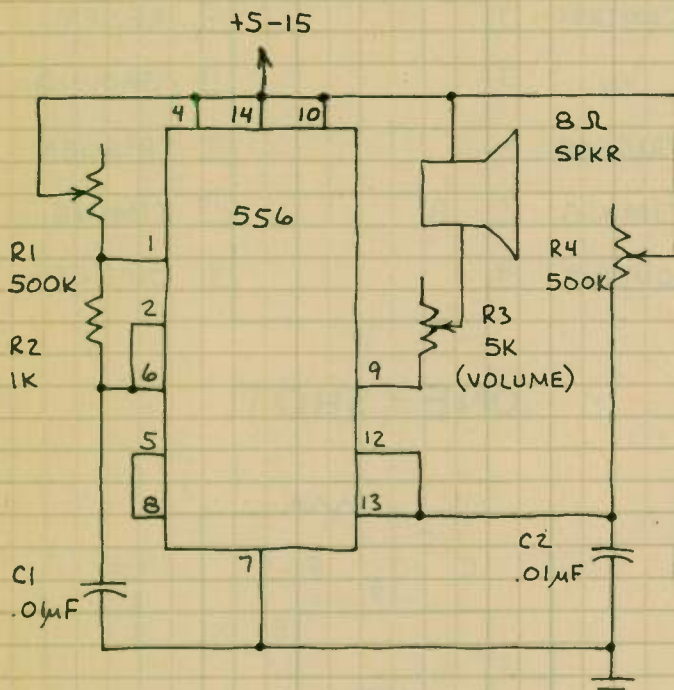 +5-15
4 14 10
8 Ω
SPKR
556
R1
500K
1
R4
500K
2
R2
1K
6
R3
5K
(VOLUME)
9
5
12
8
13
7
C1
.01μF
C2
.01μF